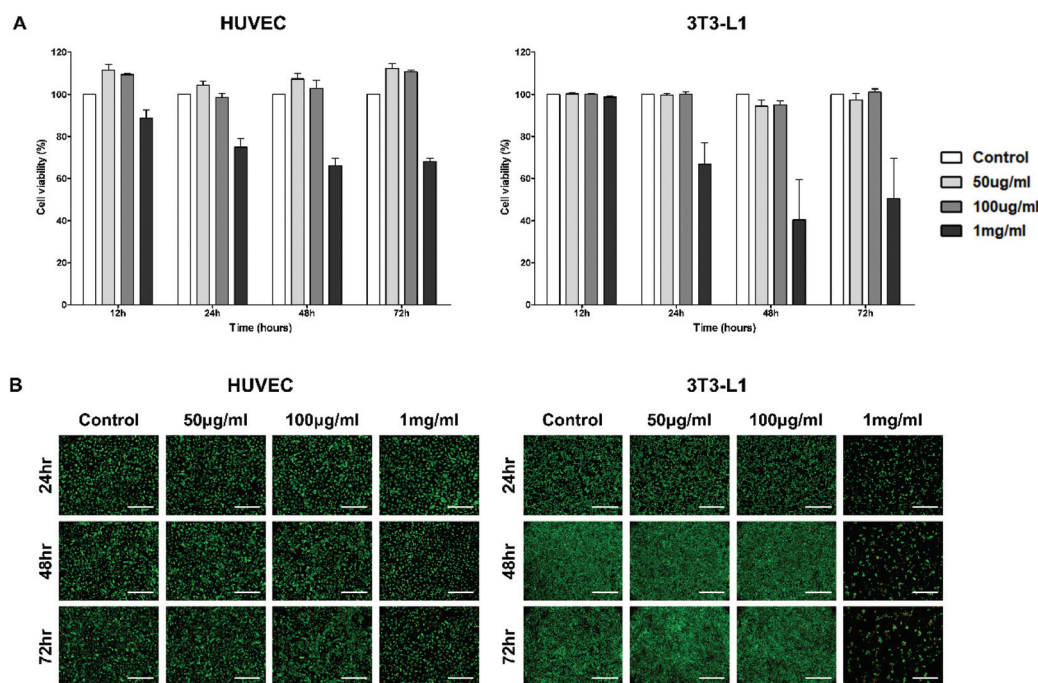 A
HUVEC
3T3-L1
120
100
80
60
40
20
0
Cell viability (%)
12h
24h
48h
72h
Time (hours)
120
100
80
60
40
20
0
Cell viability (%)
12h
24h
48h
72h
Time (hours)
Control
50ug/ml
100ug/ml
1mg/ml
B
HUVEC
3T3-L1
Control 50µg/ml 100µg/ml 1mg/ml
Control 50µg/ml 100µg/ml 1mg/ml
24hr
48hr
72hr
24hr
48hr
72hr